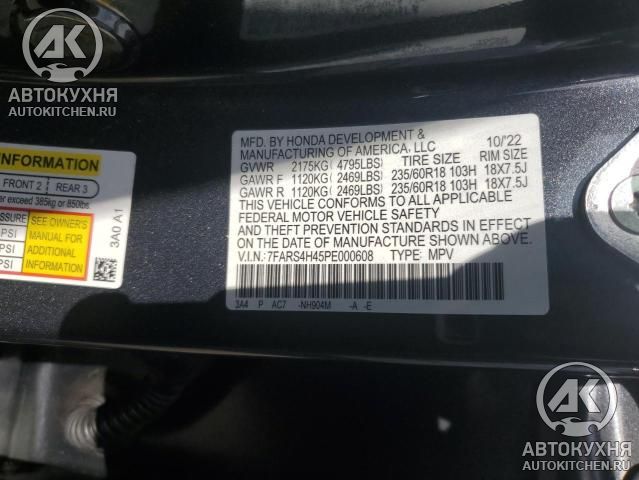 АК
АВТОКУХНЯ
AUTOKITCHEN.RU
INFORMATION
FRONT 2 REAR 3
er exceed 385kg or 850lbs
SEE OWNER'S
MANUAL FOR
ADDITIONAL
INFORMATION
PSI
PSI
PSI
3A0 A1
MFD. BY HONDA DEVELOPMENT &
MANUFACTURING OF AMERICA, LLC 10/'22
GVWR 2175KG( 4795LBS) TIRE SIZE RIM SIZE
GAWR F 1120KG( 2469LBS) 235/60R18 103H 18X7.5J
GAWR R 1120KG( 2469LBS) 235/60R18 103H 18X7.5J
THIS VEHICLE CONFORMS TO ALL APPLICABLE
FEDERAL MOTOR VEHICLE SAFETY
AND THEFT PREVENTION STANDARDS IN EFFECT
ON THE DATE OF MANUFACTURE SHOWN ABOVE.
V.I.N.:7FARS4H45PE000608 TYPE: MPV
3A4 P AC7 -NH904M -A -E
АК
АВТОКУХНЯ
AUTOKITCHEN.RU